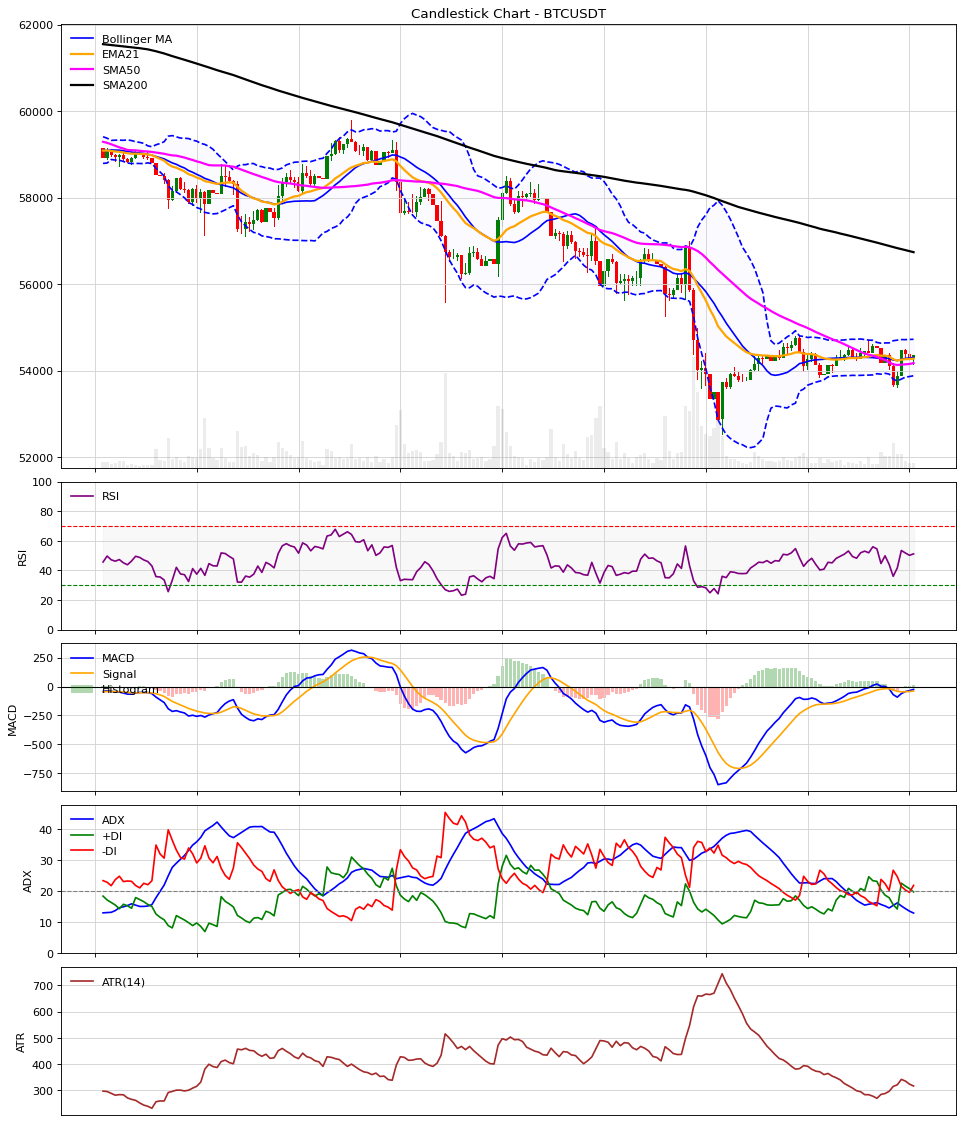 Candlestick Chart - BTCUSDT
62000
60000
58000
56000
54000
52000
Bollinger MA
EMA21
SMA50
SMA200
100
80
60
40
20
0
RSI
RSI
250
0
−250
−500
−750
MACD
MACD
Signal
Histogram
40
30
20
10
0
ADX
ADX
+DI
-DI
700
600
500
400
300
ATR
ATR(14)